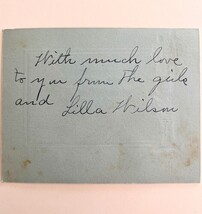 With much love
to you from The girls
and Lilla Wilson